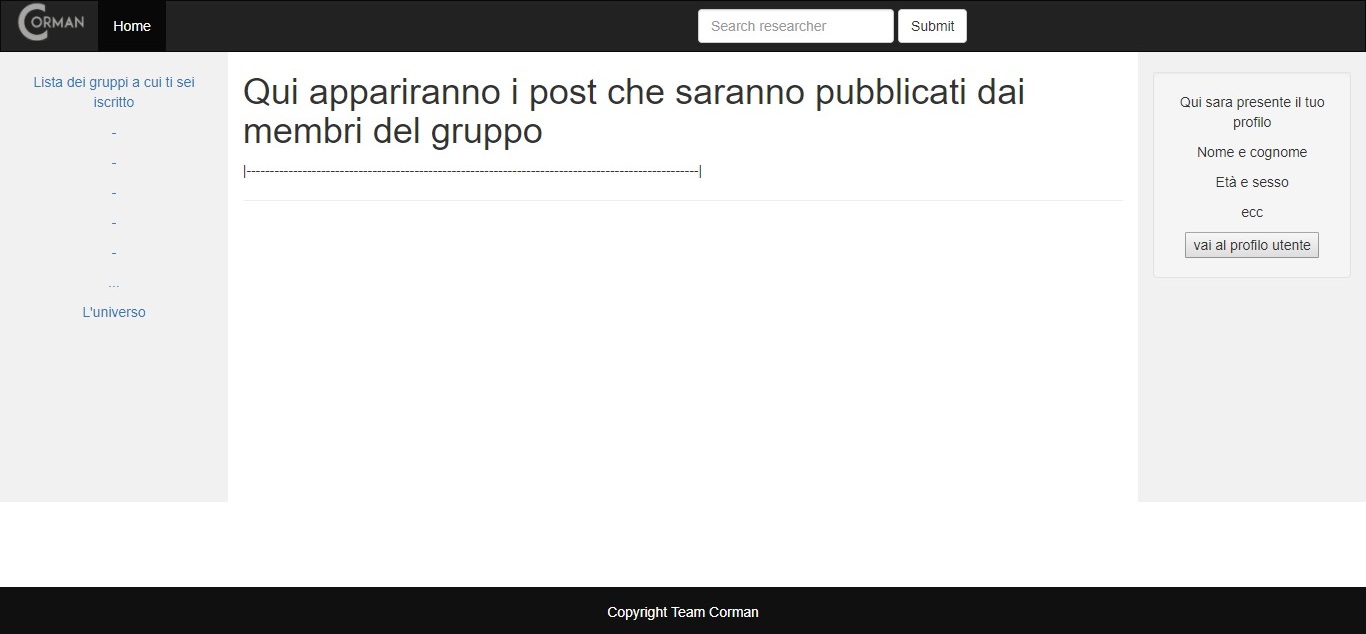 CORMAN
Home
Search researcher
Submit
Lista dei gruppi a cui ti sei
iscritto
-
-
-
-
-
...
L'universo
Qui appariranno i post che saranno pubblicati dai
membri del gruppo
|--------------------------------------------------------------------------------------------------|
Qui sara presente il tuo
profilo
Nome e cognome
Età e sesso
ecc
vai al profilo utente
Copyright Team Corman